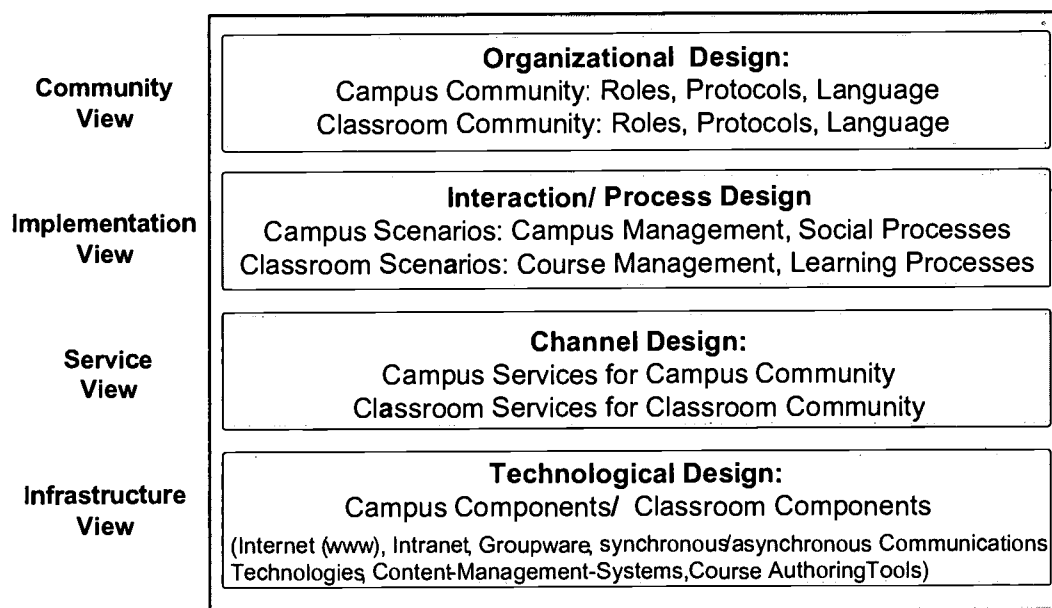 Community
View
Organizational Design:
Campus Community: Roles, Protocols, Language
Classroom Community: Roles, Protocols, Language
Implementation
View
Interaction/ Process Design
Campus Scenarios: Campus Management, Social Processes
Classroom Scenarios: Course Management, Learning Processes
Service
View
Channel Design:
Campus Services for Campus Community
Classroom Services for Classroom Community
Infrastructure
View
Technological Design:
Campus Components/ Classroom Components
(Internet (www), Intranet, Groupware, synchronous/asynchronous Communications
Technologies, Content-Management-Systems,Course AuthoringTools)